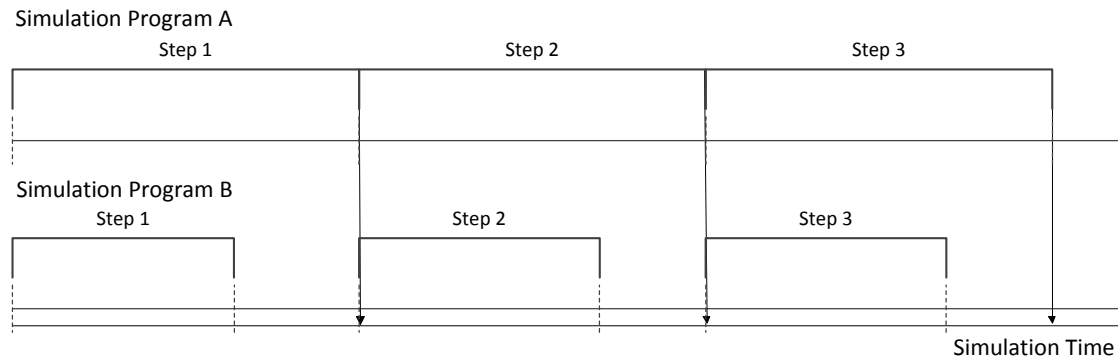 Simulation Program A
Step 1 Step 2 Step 3
Simulation Program B
Step 1 Step 2 Step 3
Simulation Time